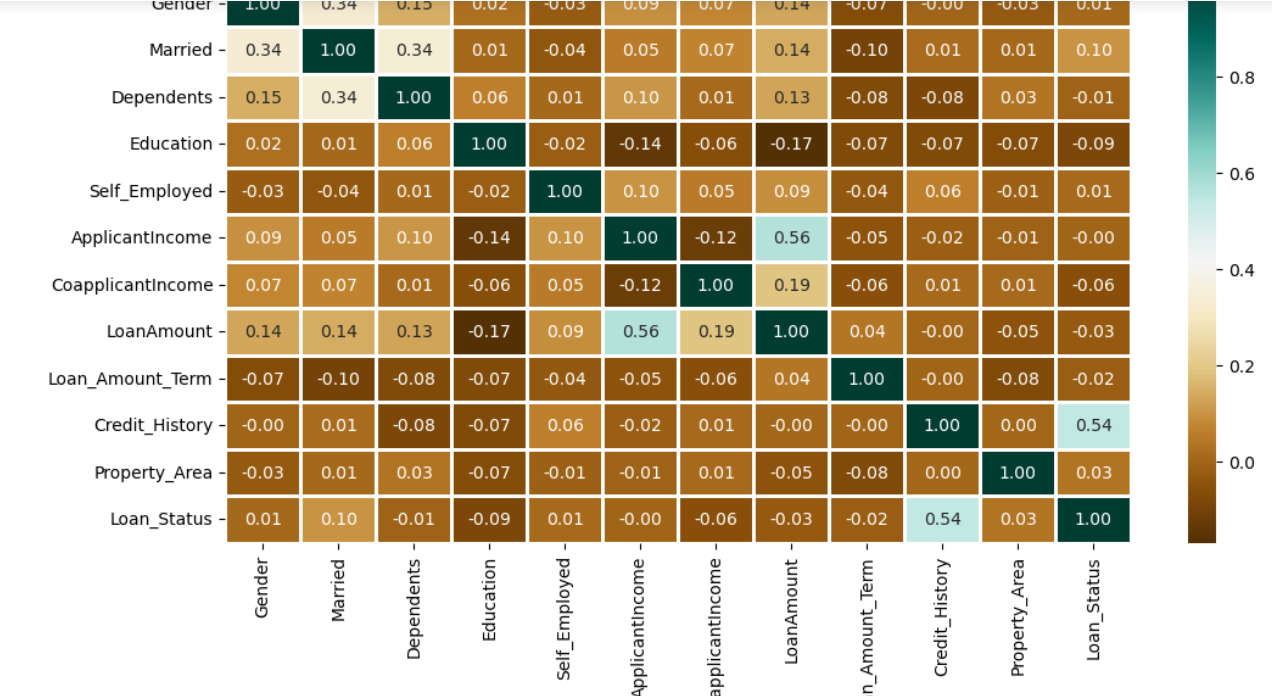 Gender 1.00 0.34 0.15 0.02 -0.03 0.09 0.07 0.14 -0.07 -0.00 -0.03 0.01
Married 0.34 1.00 0.34 0.01 -0.04 0.05 0.07 0.14 -0.10 0.01 0.01 0.10
0.8
Dependents 0.15 0.34 1.00 0.06 0.01 0.10 0.01 0.13 -0.08 -0.08 0.03 -0.01
Education 0.02 0.01 0.06 1.00 -0.02 -0.14 -0.06 -0.17 -0.07 -0.07 -0.07 -0.09
0.6
Self_Employed -0.03 -0.04 0.01 -0.02 1.00 0.10 0.05 0.09 -0.04 0.06 -0.01 0.01
ApplicantIncome 0.09 0.05 0.10 -0.14 0.10 1.00 -0.12 0.56 -0.05 -0.02 -0.01 -0.00
0.4
CoapplicantIncome 0.07 0.07 0.01 -0.06 0.05 -0.12 1.00 0.19 -0.06 0.01 0.01 -0.06
LoanAmount 0.14 0.14 0.13 -0.17 0.09 0.56 0.19 1.00 0.04 -0.00 -0.05 -0.03
0.2
Loan_Amount_Term -0.07 -0.10 -0.08 -0.07 -0.04 -0.05 -0.06 0.04 1.00 -0.00 -0.08 -0.02
Credit_History -0.00 0.01 -0.08 -0.07 0.06 -0.02 0.01 -0.00 -0.00 1.00 0.00 0.54
0.0
Property_Area -0.03 0.01 0.03 -0.07 -0.01 -0.01 0.01 -0.05 -0.08 0.00 1.00 0.03
Loan_Status 0.01 0.10 -0.01 -0.09 0.01 -0.00 -0.06 -0.03 -0.02 0.54 0.03 1.00
Gender
Married
Dependents
Education
Self_Employed
ApplicantIncome
applicantIncome
LoanAmount
n_Amount_Term
Credit_History
Property_Area
Loan_Status